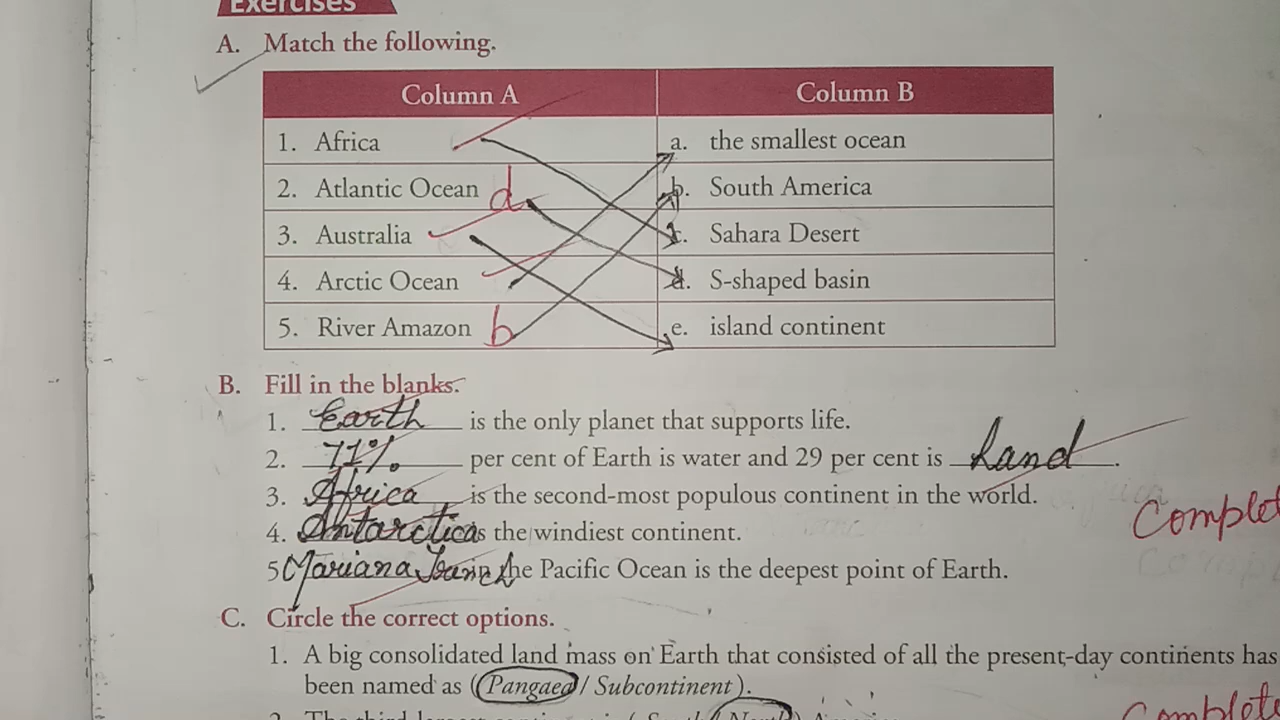 Exercises
A. Match the following.
Column A Column B
1. Africa a. the smallest ocean
2. Atlantic Ocean d b. South America
3. Australia c. Sahara Desert
4. Arctic Ocean d. S-shaped basin
5. River Amazon b e. island continent
B. Fill in the blanks.
1. Earth is the only planet that supports life.
2. 71% per cent of Earth is water and 29 per cent is Land.
3. Africa is the second-most populous continent in the world.
4. Antarctica is the windiest continent.
Complet
5 Mariana in the Pacific Ocean is the deepest point of Earth.
C. Circle the correct options.
1. A big consolidated land mass on Earth that consisted of all the present-day continents has
been named as (Pangaea / Subcontinent).
Complete